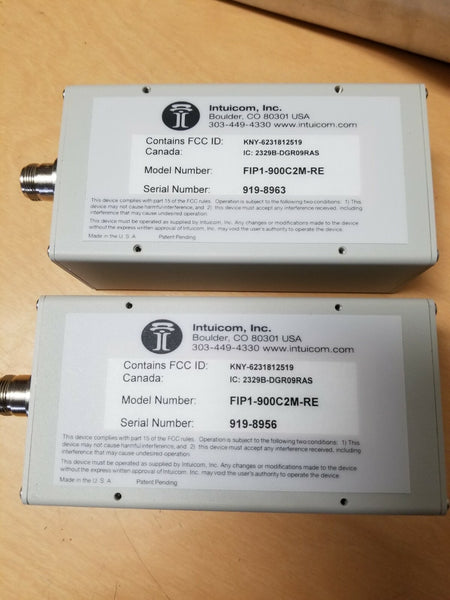 Intuicom, Inc.
Boulder, CO 80301 USA
303-449-4330 www.intuicom.com
Contains FCC ID: KNY-6231812519
Canada: IC: 2329B-DGR09RAS
Model Number: FIP1-900C2M-RE
Serial Number: 919-8963
This device complies with part 15 of the FCC rules. Operation is subject to the following two conditions: 1) This
device may not cause harmful interference, and 2) this device must accept any interference received, including
interference that may cause undesired operation.
This device must be operated as supplied by Intuicom, Inc. Any changes or modifications made to the device
without the express written approval of Intuicom, Inc. may void the user's authority to operate the device.
Made in the U. S. A Patent Pending
Intuicom, Inc.
Boulder, CO 80301 USA
303-449-4330 www.intuicom.com
Contains FCC ID: KNY-6231812519
Canada: IC: 2329B-DGR09RAS
Model Number: FIP1-900C2M-RE
Serial Number: 919-8956
This device complies with part 15 of the FCC rules. Operation is subject to the following two conditions: 1) This
device may not cause harmful interference, and 2) this device must accept any interference received, including
interference that may cause undesired operation.
This device must be operated as supplied by Intuicom, Inc. Any changes or modifications made to the device
without the express written approval of Intuicom, Inc. may void the user's authority to operate the device.
Made in the U. S. A Patent Pending